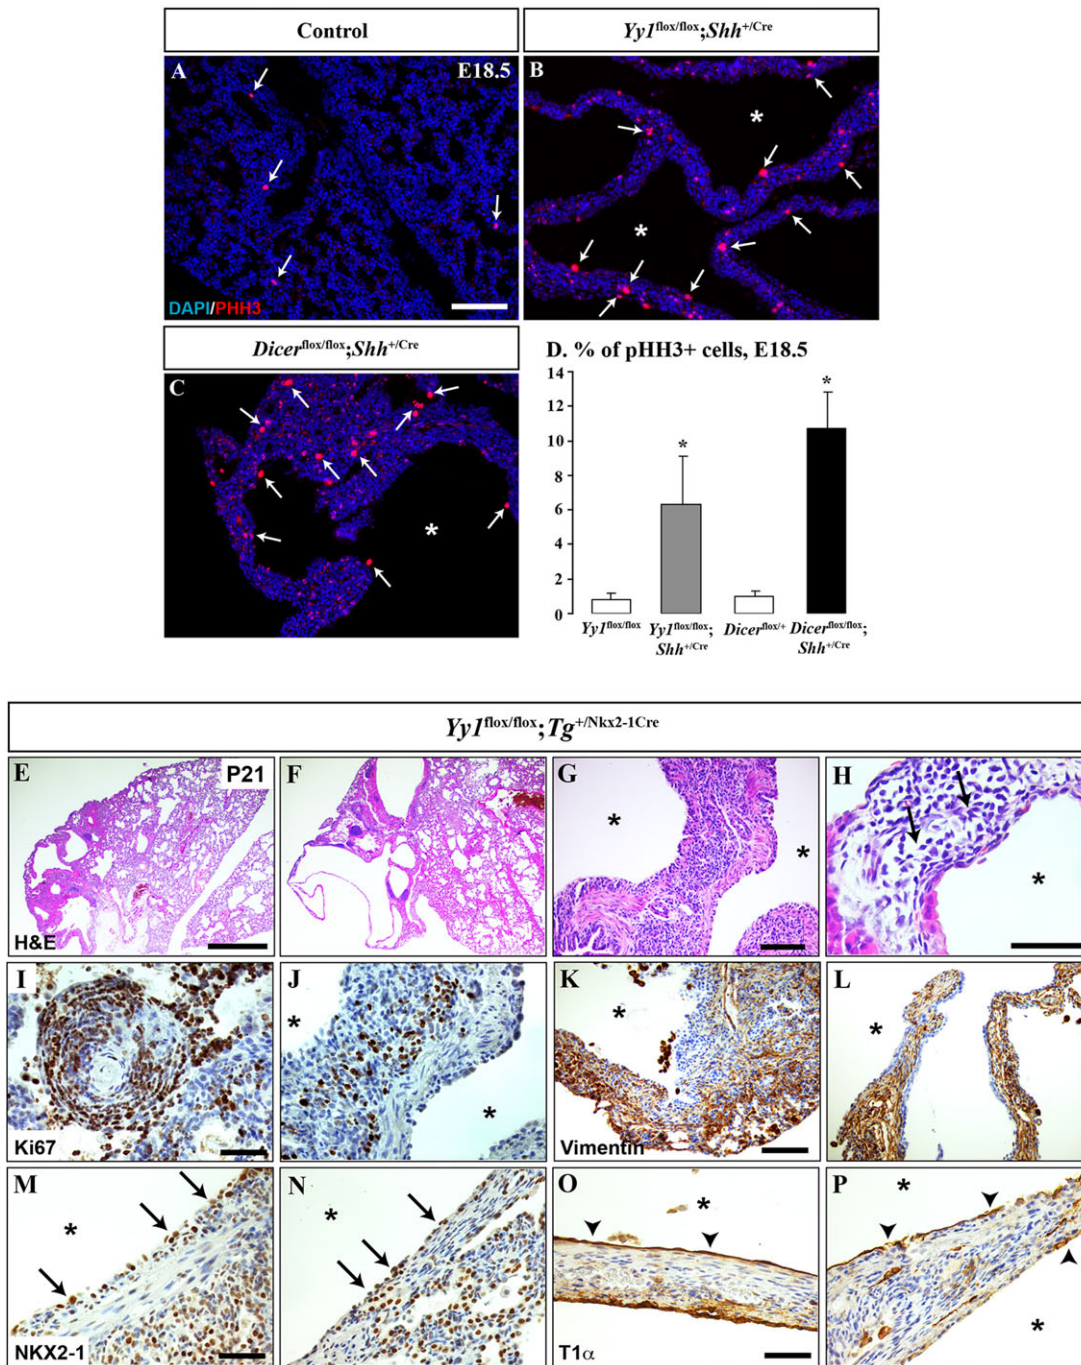 Control
Yy1flox/flox;Shh+/Cre
A
E18.5
B
*
*
DAPI/PHH3
Dicerflox/flox;Shh+/Cre
C
*
D. % of pHH3+ cells, E18.5
14
12
10
8
6
4
2
0
*
*
Yy1flox/flox
Yy1flox/flox;
Shh+/Cre
Dicerflox/+
Dicerflox/flox;
Shh+/Cre
Yy1flox/flox;Tg+/Nkx2-1Cre
E
P21
F
G
H
*
*
*
H&E
I
J
K
L
*
*
*
*
Ki67
Vimentin
M
N
O
P
*
*
*
*
*
NKX2-1
T1α